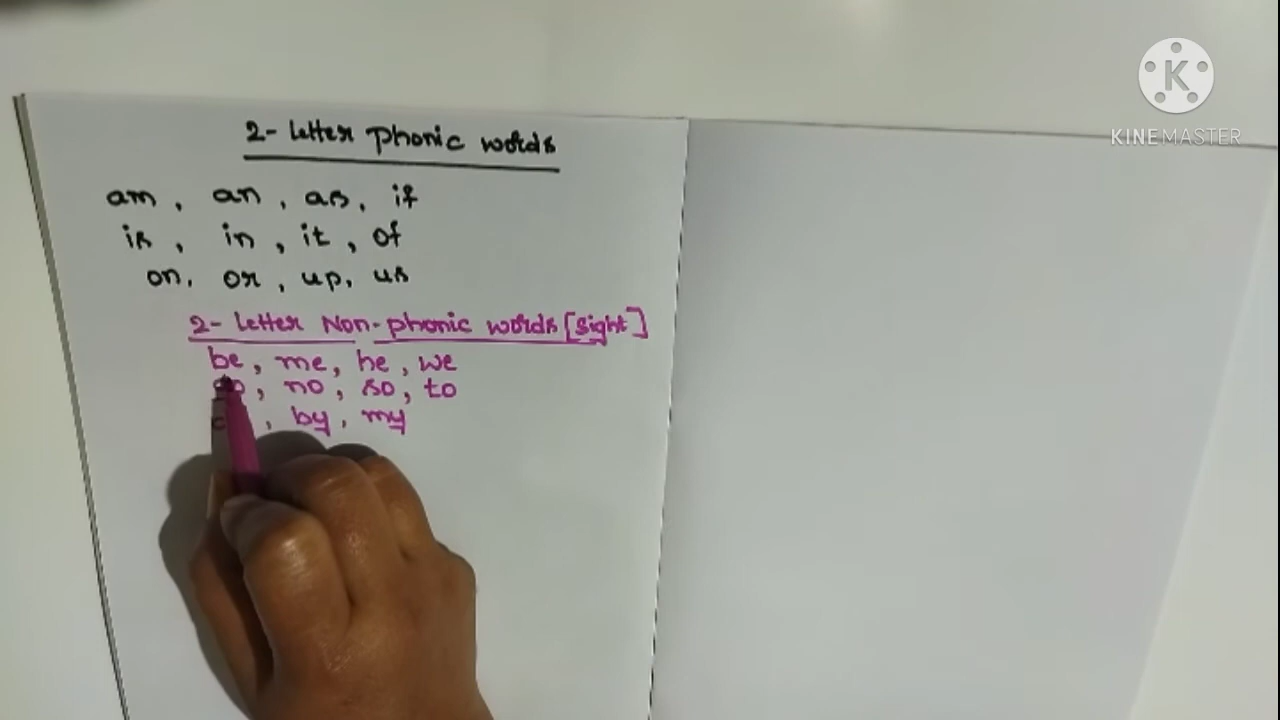 2- Letter phonic words
am, an, as, if
is, in, it, of
on, or, up, us
2- letter Non-phonic words [sight]
be, me, he, we
, no, so, to
, by, my
KINEMASTER